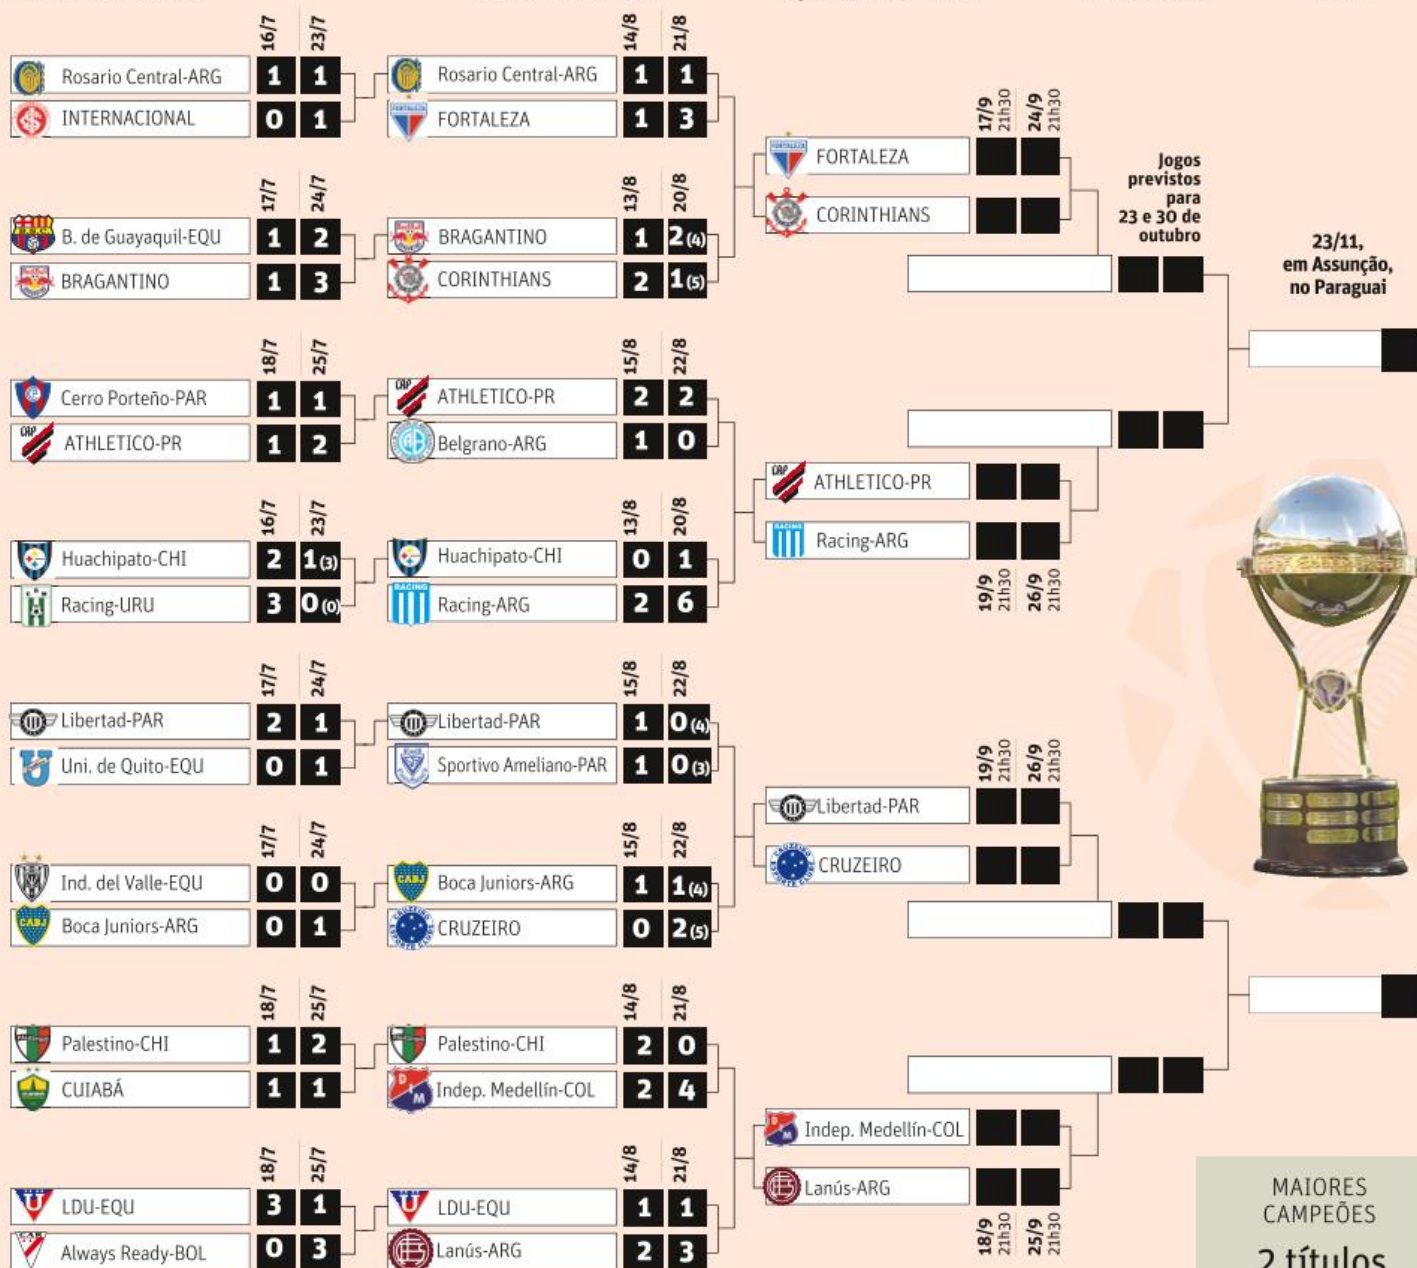 16/7 23/7
Rosario Central-ARG 1 1
INTERNACIONAL 0 1
17/7 24/7
B. de Guayaquil-EQU 1 2
BRAGANTINO 1 3
18/7 25/7
Cerro Porteño-PAR 1 1
ATHLETICO-PR 1 2
16/7 23/7
Huachipato-CHI 2 1 (3)
Racing-URU 3 0 (0)
17/7 24/7
Libertad-PAR 2 1
Uni. de Quito-EQU 0 1
17/7 24/7
Ind. del Valle-EQU 0 0
Boca Juniors-ARG 0 1
18/7 25/7
Palestino-CHI 1 2
CUIABÁ 1 1
18/7 25/7
LDU-EQU 3 1
Always Ready-BOL 0 3
14/8 21/8
Rosario Central-ARG 1 1
FORTALEZA 1 3
13/8 20/8
BRAGANTINO 1 2 (4)
CORINTHIANS 2 1 (5)
15/8 22/8
ATHLETICO-PR 2 2
Belgrano-ARG 1 0
13/8 20/8
Huachipato-CHI 0 1
Racing-ARG 2 6
15/8 22/8
Libertad-PAR 1 0 (4)
Sportivo Ameliano-PAR 1 0 (3)
15/8 22/8
Boca Juniors-ARG 1 1 (4)
CRUZEIRO 0 2 (5)
14/8 21/8
Palestino-CHI 2 0
Indep. Medellín-COL 2 4
14/8 21/8
LDU-EQU 1 1
Lanús-ARG 2 3
17/9 21h30 24/9 21h30
FORTALEZA
CORINTHIANS
ATHLETICO-PR
Racing-ARG
19/9 21h30 26/9 21h30
19/9 21h30 26/9 21h30
Libertad-PAR
CRUZEIRO
Indep. Medellín-COL
Lanús-ARG
18/9 21h30 25/9 21h30
Jogos
previstos
para
23 e 30 de
outubro
23/11,
em Assunção,
no Paraguai
MAIORES
CAMPEÕES
2 títulos